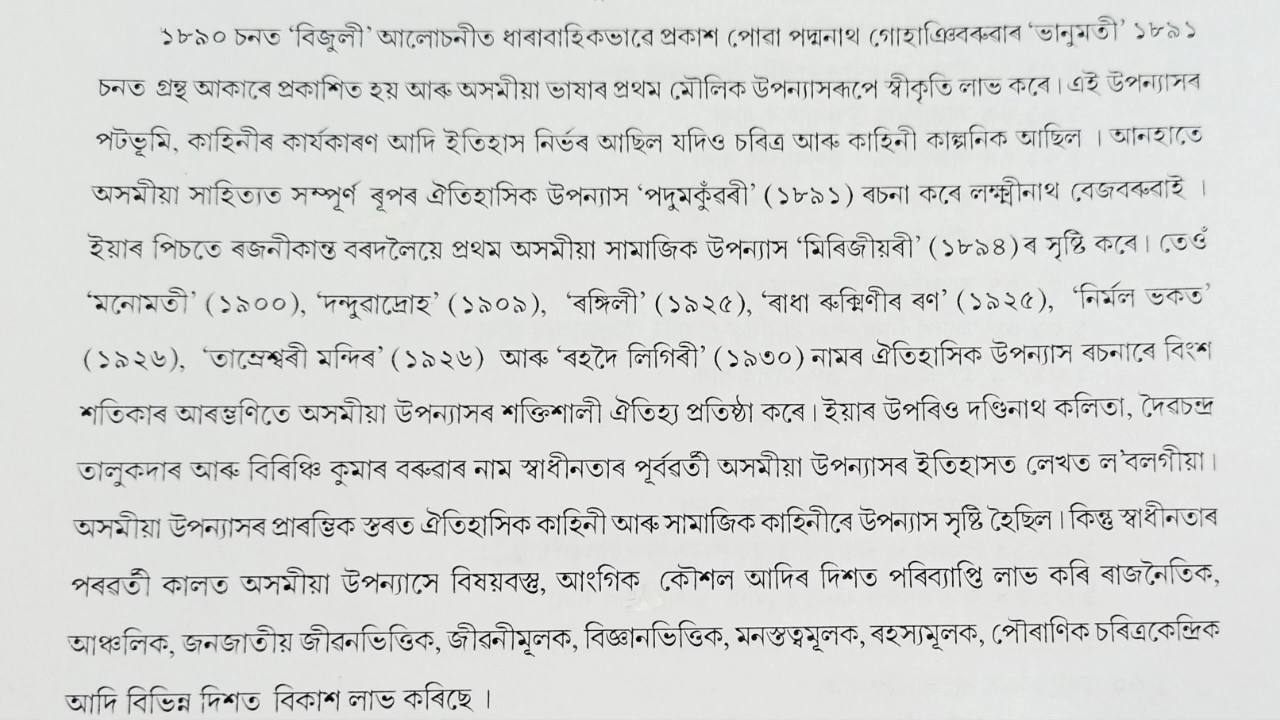 ১৮৯০ চনত ‘বিজুলী’ আলোচনীত ধাৰাবাহিকভাৱে প্ৰকাশ পোৱা পদ্মনাথ গোহাঞিবৰুৱাৰ ‘ভানুমতী’ ১৮৯১
চনত গ্ৰন্থ আকাৰে প্ৰকাশিত হয় আৰু অসমীয়া ভাষাৰ প্ৰথম মৌলিক উপন্যাসৰূপে স্বীকৃতি লাভ কৰে। এই উপন্যাসৰ
পটভূমি, কাহিনীৰ কাৰ্যকাৰণ আদি ইতিহাস নিৰ্ভৰ আছিল যদিও চৰিত্ৰ আৰু কাহিনী কাল্পনিক আছিল । আনহাতে
অসমীয়া সাহিত্যত সম্পূৰ্ণ ৰূপৰ ঐতিহাসিক উপন্যাস ‘পদুমকুঁৱৰী’ (১৮৯১) ৰচনা কৰে লক্ষ্মীনাথ বেজবৰুৱাই ।
ইয়াৰ পিচতে ৰজনীকান্ত বৰদলৈয়ে প্ৰথম অসমীয়া সামাজিক উপন্যাস ‘মিৰিজীয়ৰী’ (১৮৯৪)ৰ সৃষ্টি কৰে। তেওঁ
‘মনোমতী’ (১৯০০), ‘দন্দুৱাদ্ৰোহ’ (১৯০৯), ‘ৰঙ্গিলী’ (১৯২৫), ‘ৰাধা ৰুক্মিণীৰ ৰণ’ (১৯২৫), ‘নিৰ্মল ভকত’
(১৯২৬), ‘তাম্ৰেশ্বৰী মন্দিৰ’ (১৯২৬) আৰু ‘ৰহদৈ লিগিৰী’ (১৯৩০) নামৰ ঐতিহাসিক উপন্যাস ৰচনাৰে বিংশ
শতিকাৰ আৰম্ভণিতে অসমীয়া উপন্যাসৰ শক্তিশালী ঐতিহ্য প্ৰতিষ্ঠা কৰে। ইয়াৰ উপৰিও দণ্ডিনাথ কলিতা, দৈৱচন্দ্ৰ
তালুকদাৰ আৰু বিৰিঞ্চি কুমাৰ বৰুৱাৰ নাম স্বাধীনতাৰ পূৰ্বৱৰ্তী অসমীয়া উপন্যাসৰ ইতিহাসত লেখত ল’বলগীয়া।
অসমীয়া উপন্যাসৰ প্ৰাৰম্ভিক স্তৰত ঐতিহাসিক কাহিনী আৰু সামাজিক কাহিনীৰে উপন্যাস সৃষ্টি হৈছিল। কিন্তু স্বাধীনতাৰ
পৰৱৰ্তী কালত অসমীয়া উপন্যাসে বিষয়বস্তু, আংগিক কৌশল আদিৰ দিশত পৰিব্যাপ্তি লাভ কৰি ৰাজনৈতিক,
আঞ্চলিক, জনজাতীয় জীৱনভিত্তিক, জীৱনীমূলক, বিজ্ঞানভিত্তিক, মনস্তত্বমূলক, ৰহস্যমূলক, পৌৰাণিক চৰিত্ৰকেন্দ্ৰিক
আদি বিভিন্ন দিশত বিকাশ লাভ কৰিছে ।